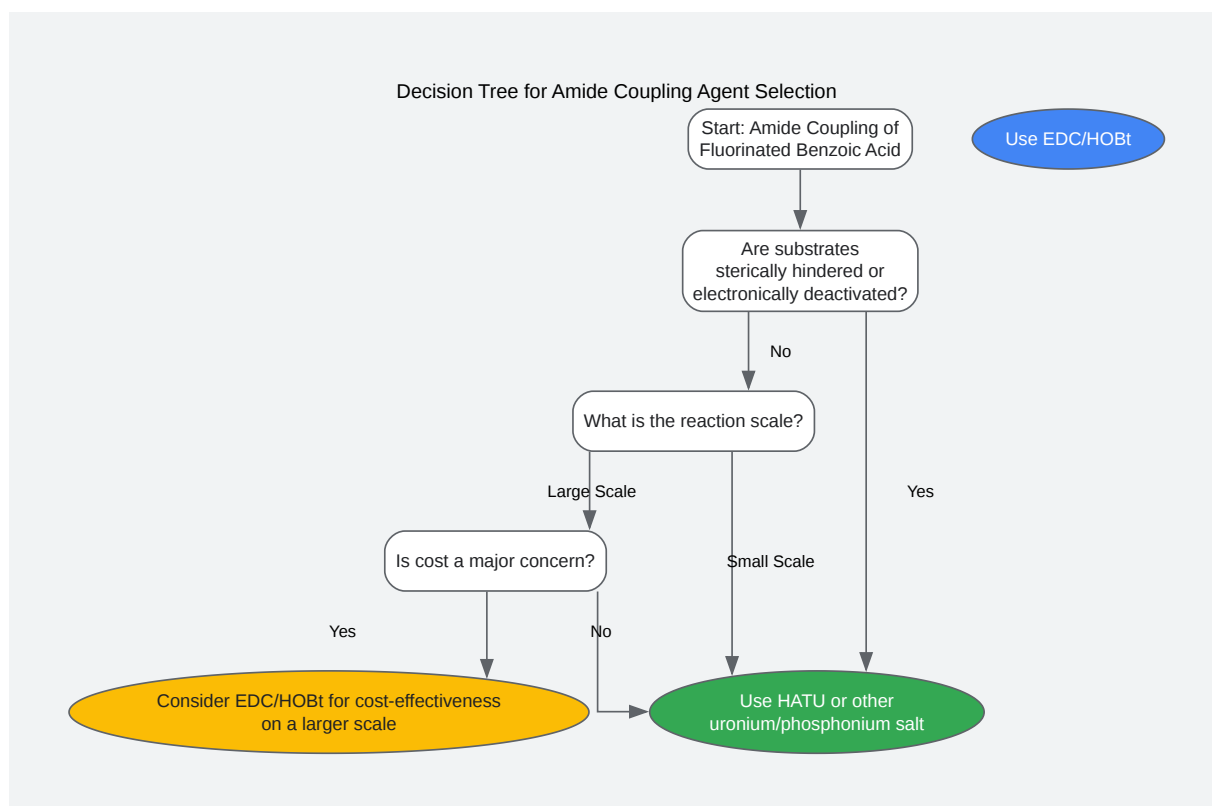 Decision Tree for Amide Coupling Agent Selection
Start: Amide Coupling of
Fluorinated Benzoic Acid
Use EDC/HOBt
Are substrates
sterically hindered or
electronically deactivated?
No
What is the reaction scale?
Large Scale
Yes
Is cost a major concern?
Small Scale
Yes
No
Consider EDC/HOBt for cost-effectiveness
on a larger scale
Use HATU or other
uronium/phosphonium salt